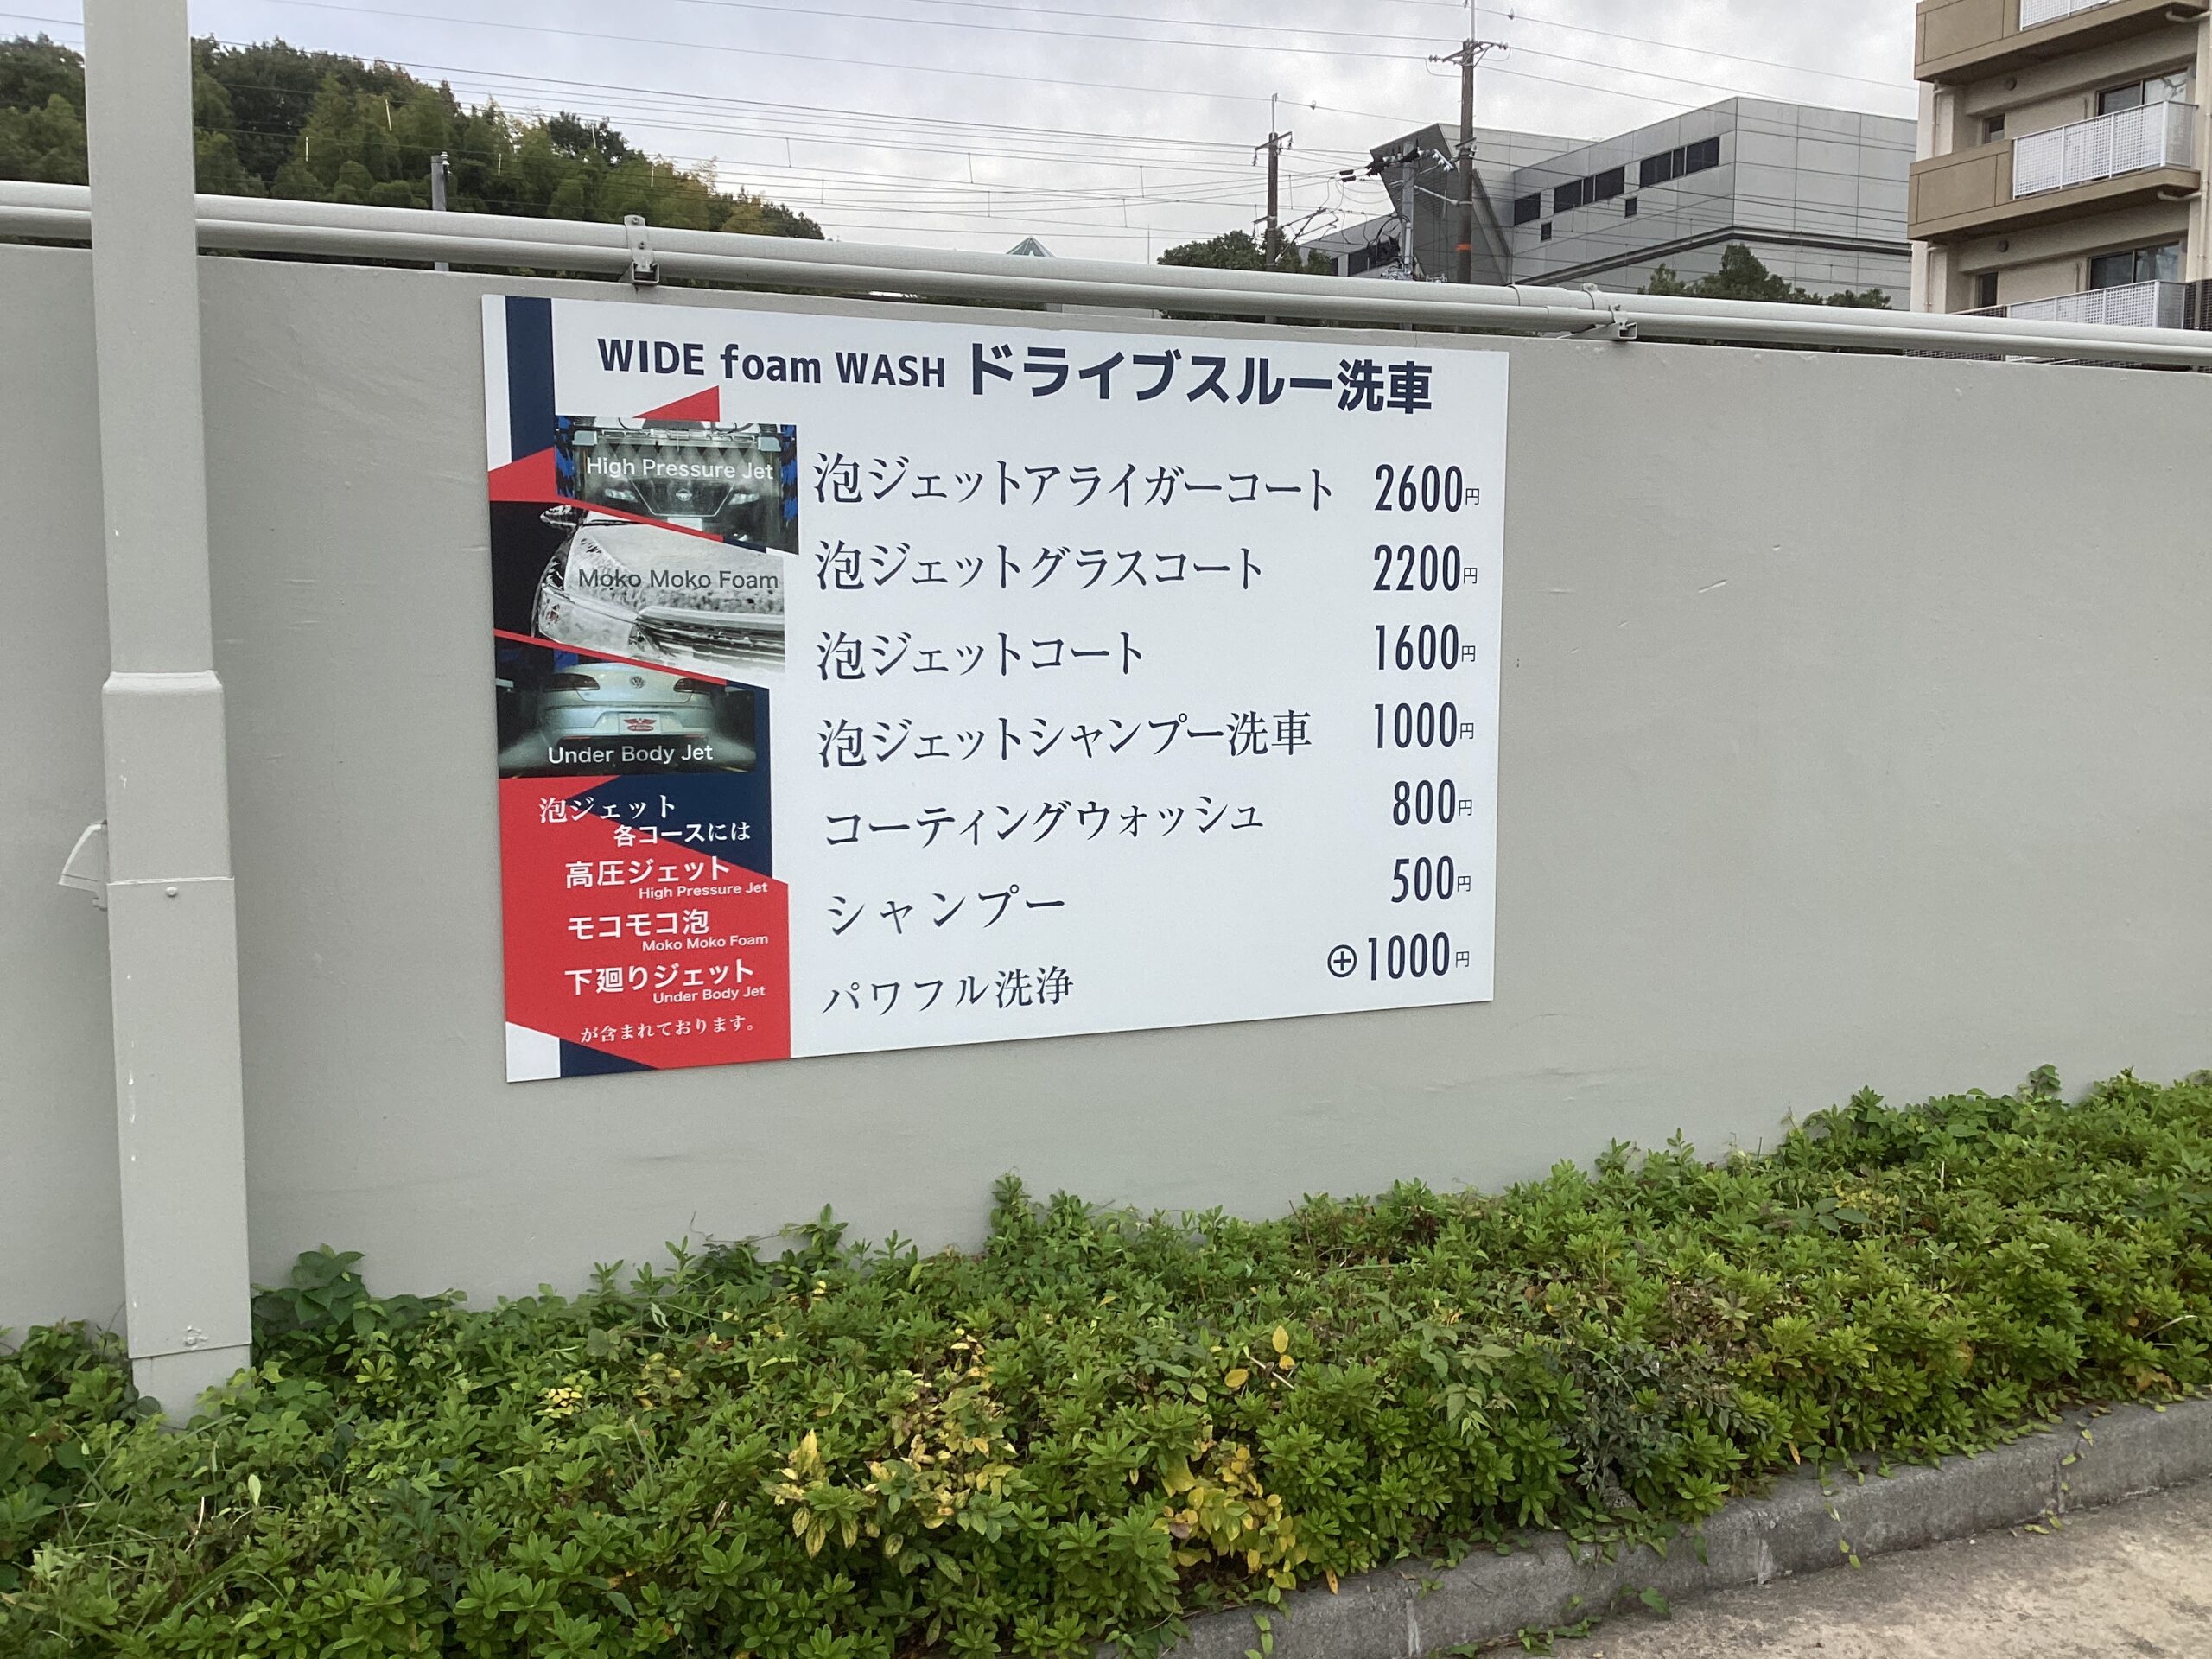 WIDE foam WASH ドライブスルー洗車
High Pressure Jet
Moko Moko Foam
Under Body Jet
泡ジェット
各コースには
高圧ジェット
High Pressure Jet
モコモコ泡
Moko Moko Foam
下廻りジェット
Under Body Jet
が含まれております。
泡ジェットアライガーコート 2600円
泡ジェットグラスコート 2200円
泡ジェットコート 1600円
泡ジェットシャンプー洗車 1000円
コーティングウォッシュ 800円
シャンプー 500円
パワフル洗浄 ⊕1000円